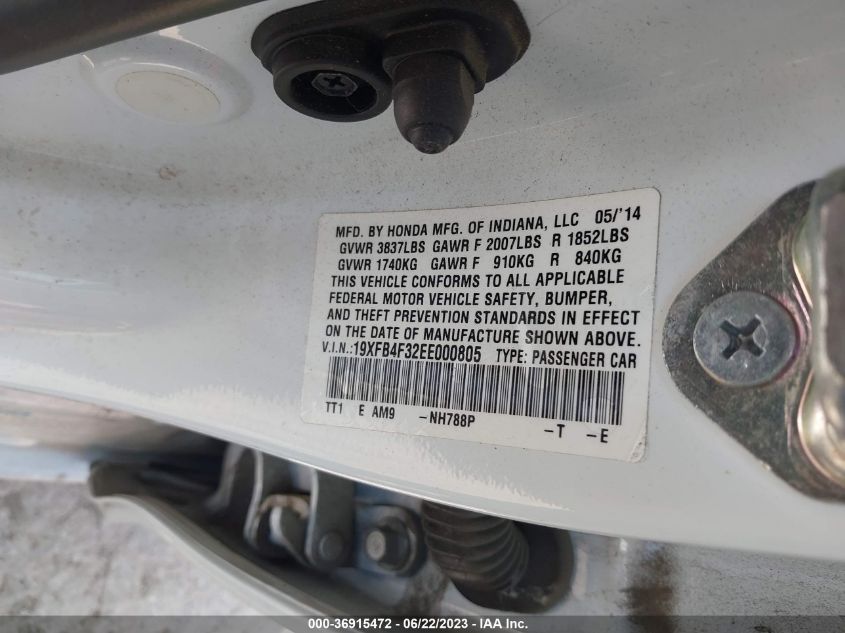 MFD. BY HONDA MFG. OF INDIANA, LLC 05/'14
GVWR 3837LBS GAWR F 2007LBS R 1852LBS
GVWR 1740KG GAWR F 910KG R 840KG
THIS VEHICLE CONFORMS TO ALL APPLICABLE
FEDERAL MOTOR VEHICLE SAFETY, BUMPER,
AND THEFT PREVENTION STANDARDS IN EFFECT
ON THE DATE OF MANUFACTURE SHOWN ABOVE.
V.I.N.:19XFB4F32EE000805 TYPE: PASSENGER CAR
TT1 E AM9 -NH788P -T -E
000-36915472 - 06/22/2023 - IAA Inc.